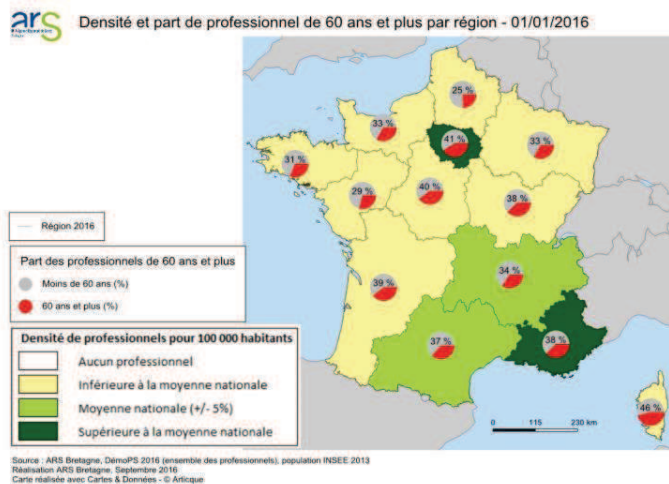 ars
Densité et part de professionnel de 60 ans et plus par région - 01/01/2016
25 %
33 %
41 %
33 %
31 %
29 %
40 %
38 %
39 %
34 %
37 %
38 %
46 %
Région 2016
Part des professionnels de 60 ans et plus
Moins de 60 ans (%)
60 ans et plus (%)
Densité de professionnels pour 100 000 habitants
Aucun professionnel
Inférieure à la moyenne nationale
Moyenne nationale (+/- 5%)
Supérieure à la moyenne nationale
0 115 230 km
Source : ARS Bretagne, DémoPS 2016 (ensemble des professionnels), population INSEE 2013
Réalisation ARS Bretagne, Septembre 2016
Carte réalisée avec Cartes & Données - © Articque